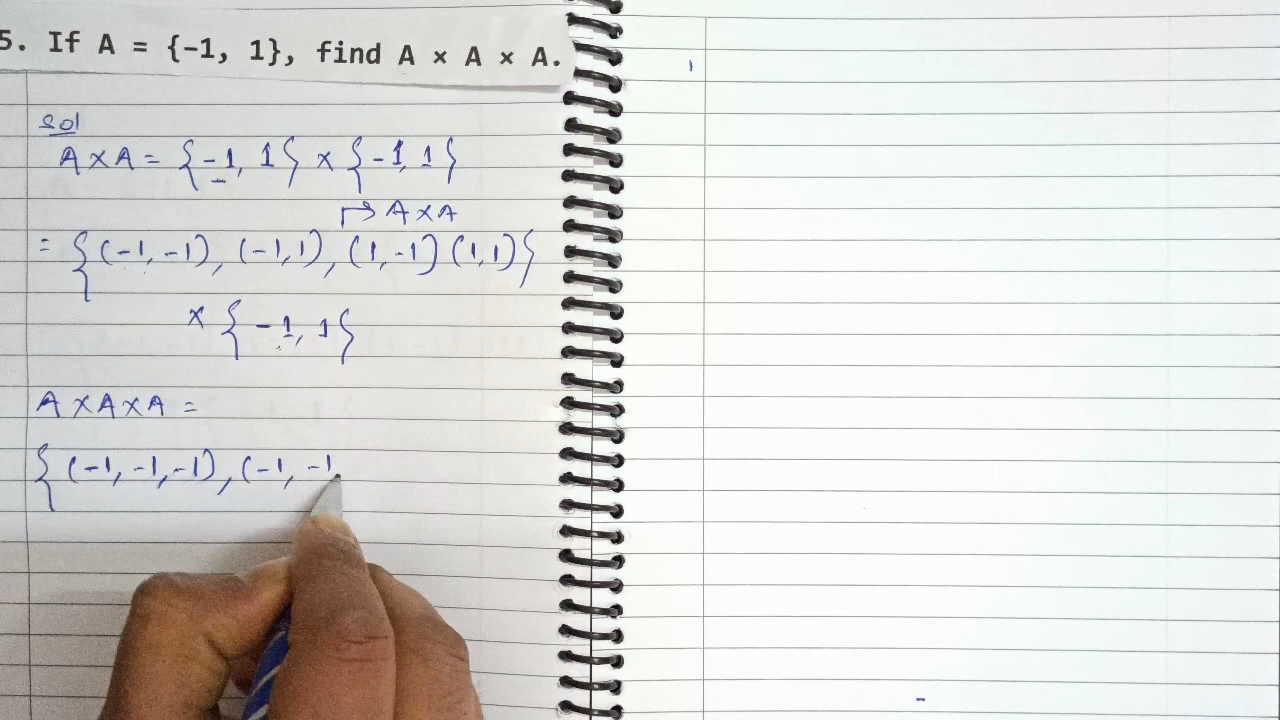 5. If A = {-1, 1}, find A × A × A.
sol
A × A = {-1, 1} × {-1, 1}
→ A × A
= {(-1, -1), (-1, 1), (1, -1) (1, 1)}
× {-1, 1}
A × A × A =
{(-1, -1, -1), (-1, -1,